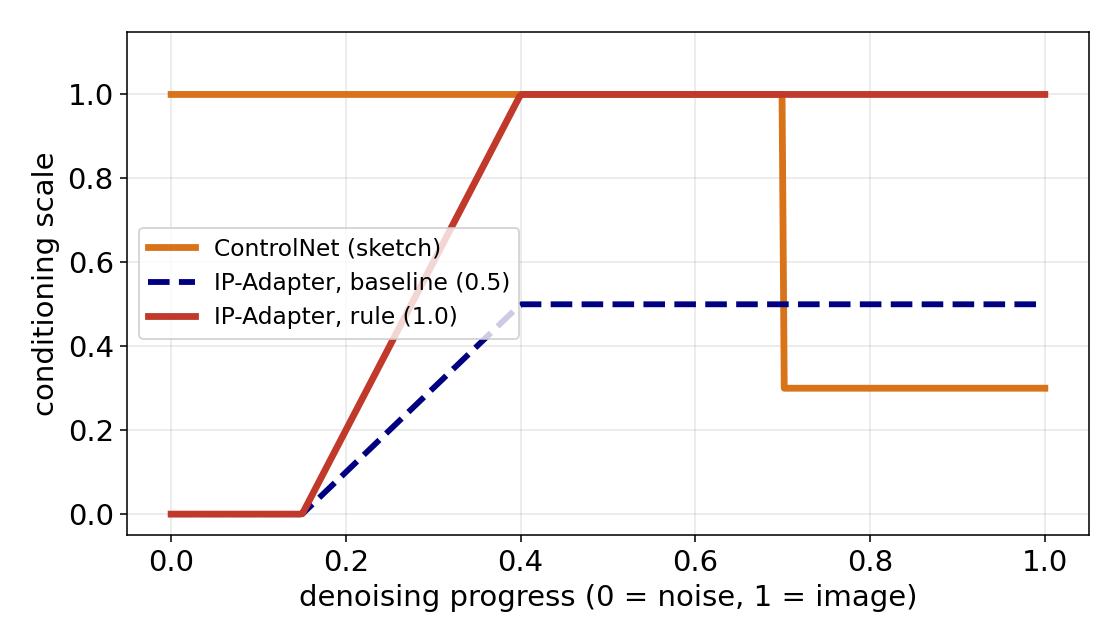 conditioning scale
1.0
0.8
0.6
0.4
0.2
0.0
ControlNet (sketch)
IP-Adapter, baseline (0.5)
IP-Adapter, rule (1.0)
0.0 0.2 0.4 0.6 0.8 1.0
denoising progress (0 = noise, 1 = image)